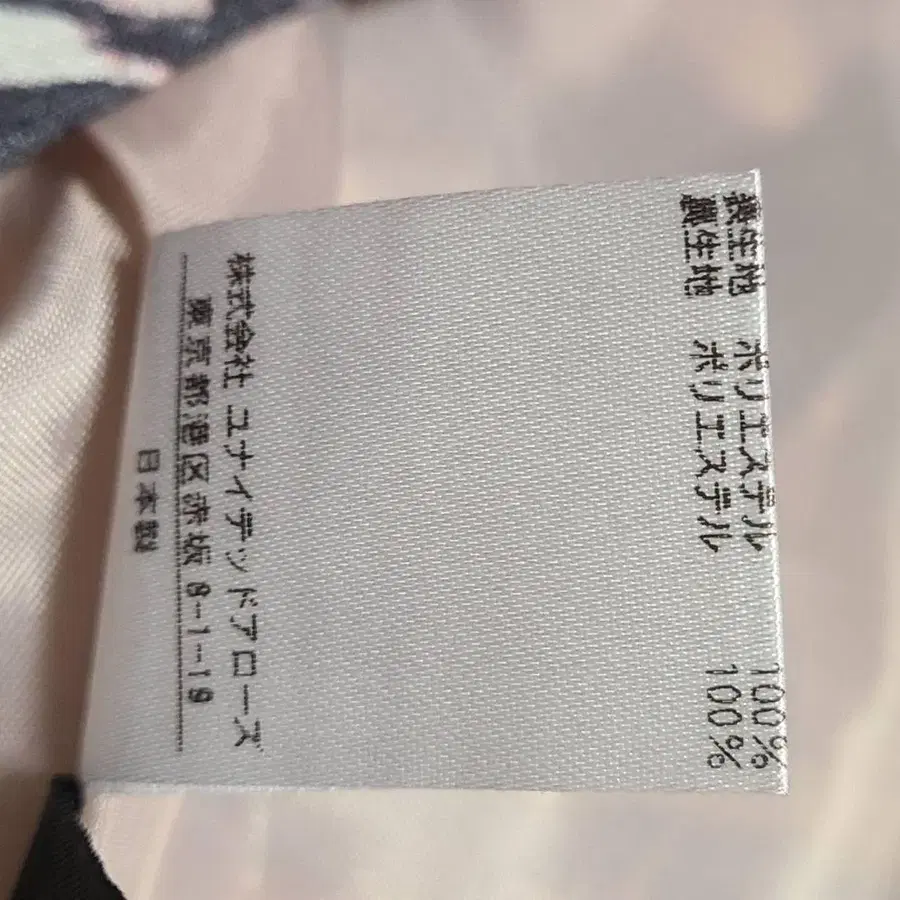 表生地 ポリエステル 100%
裏生地 ポリエステル 100%
株式会社 ユナイテッドアローズ
東京都港区赤坂 8-1-19
日本製